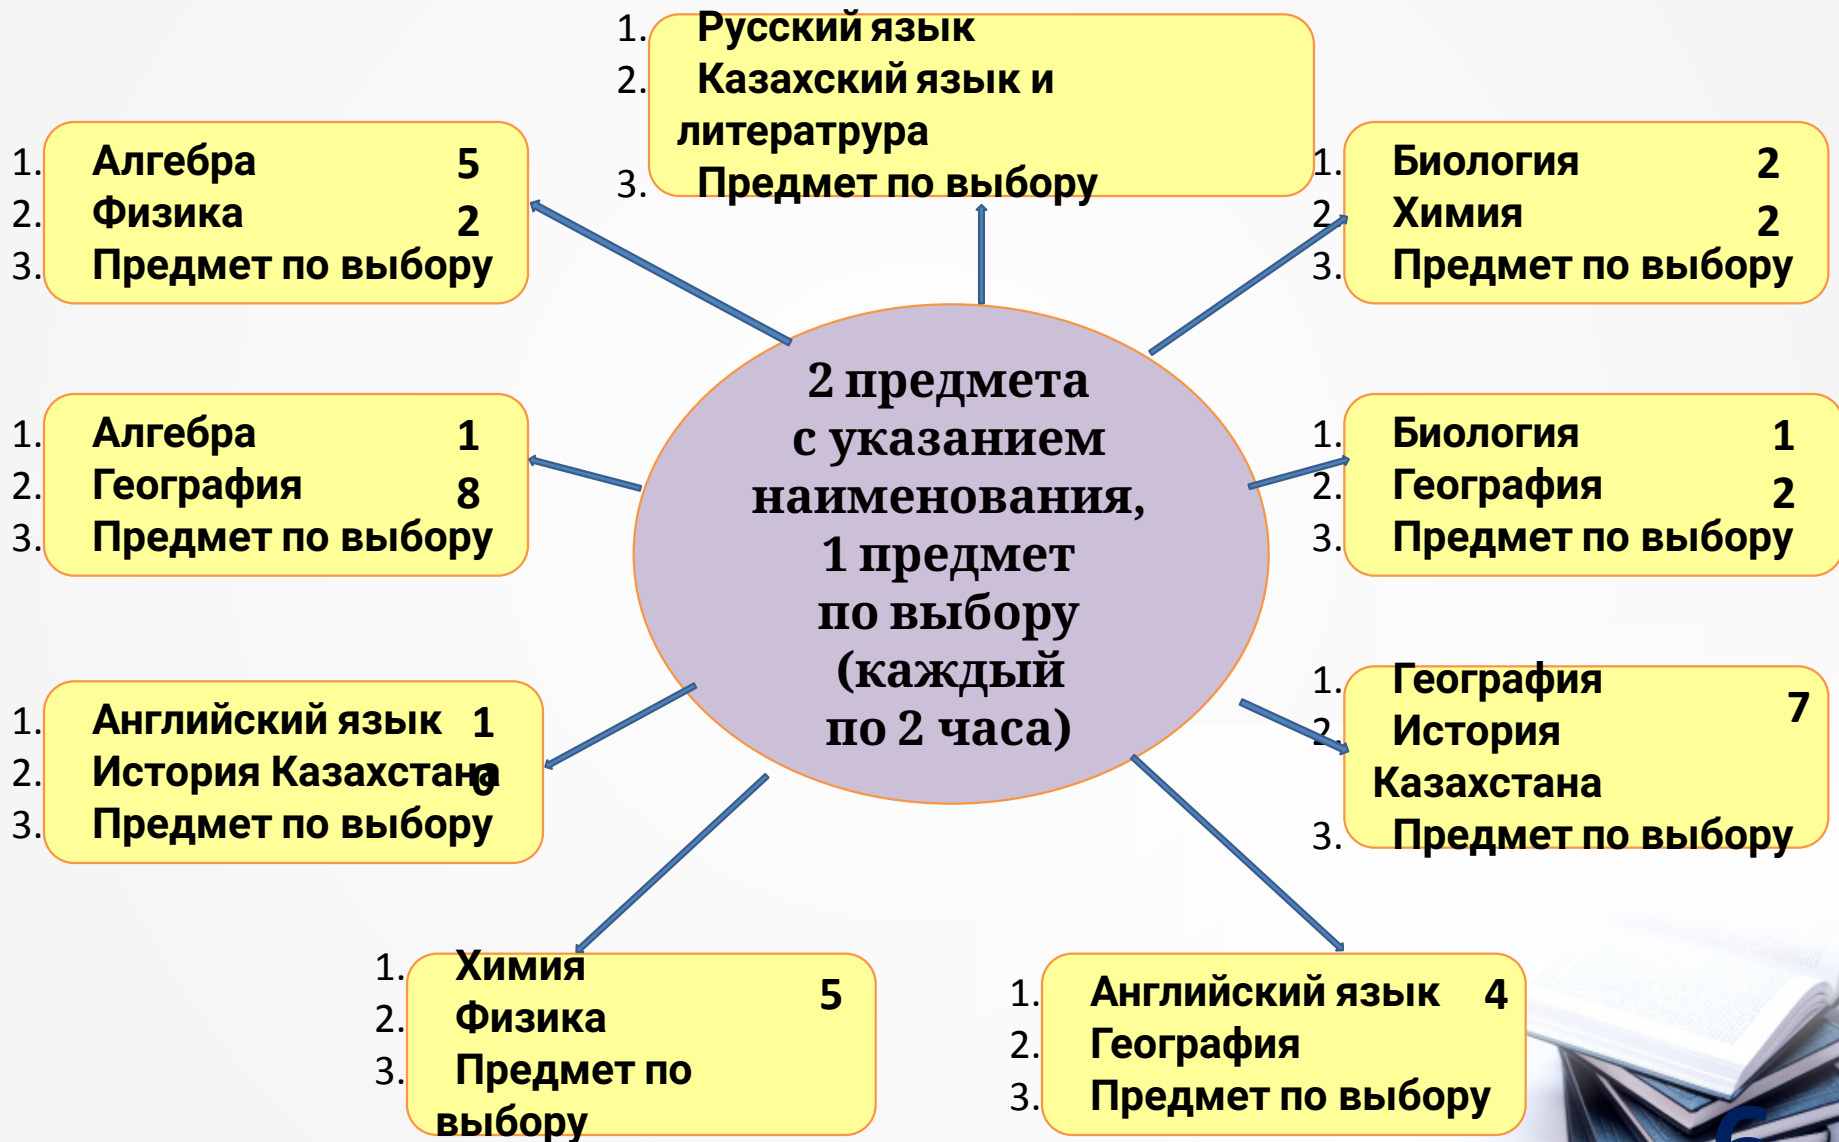 1. Русский язык
2. Казахский язык и
литератрура
3. Предмет по выбору
1. Алгебра 5
2. Физика 2
3. Предмет по выбору
1. Биология 2
2. Химия 2
3. Предмет по выбору
2 предмета
с указанием
наименования,
1 предмет
по выбору
(каждый
по 2 часа)
1. Алгебра 1
2. География 8
3. Предмет по выбору
1. Биология 1
2. География 2
3. Предмет по выбору
1. Английский язык 1
2. История Казахстана 0
3. Предмет по выбору
1. География 7
2. История
Казахстана
3. Предмет по выбору
1. Химия 5
2. Физика
3. Предмет по
выбору
1. Английский язык 4
2. География
3. Предмет по выбору